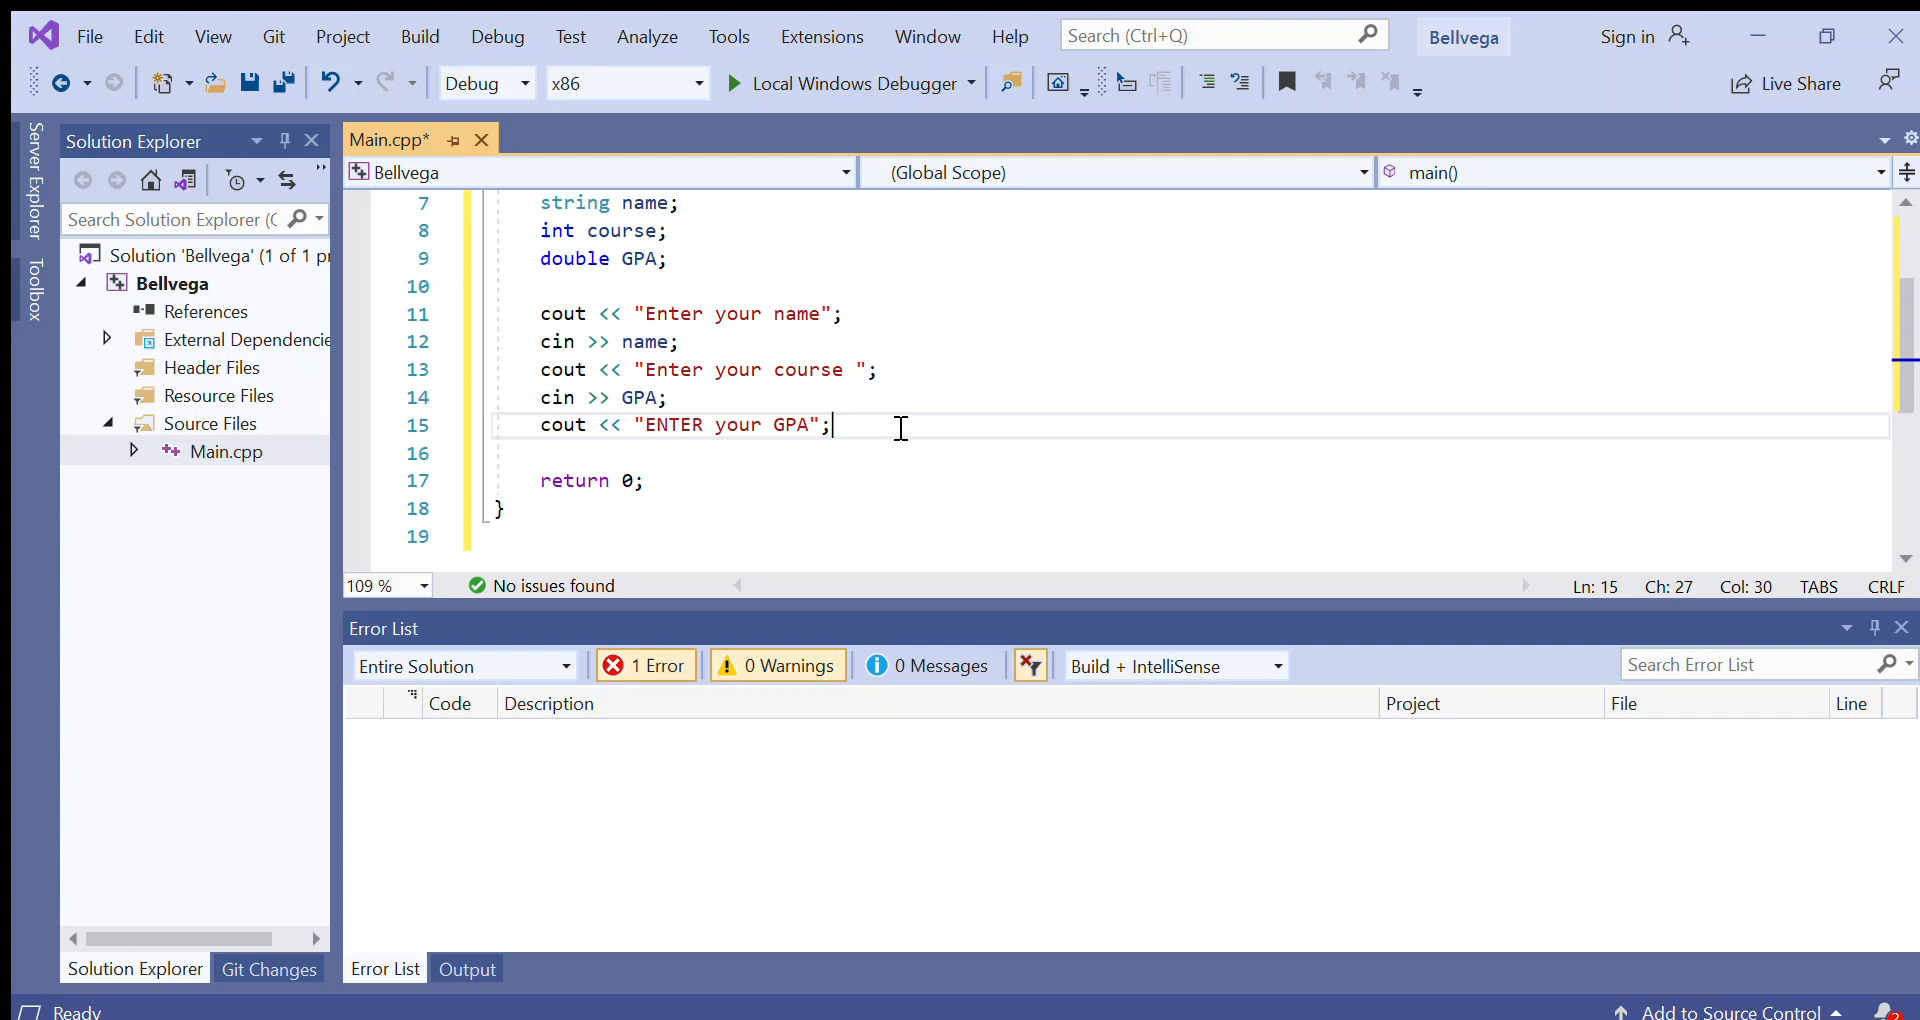 File Edit View Git Project Build Debug Test Analyze Tools Extensions Window Help Search (Ctrl+Q) Bellvega Sign in
Debug x86 Local Windows Debugger Live Share
Server Explorer
Toolbox
Solution Explorer
Search Solution Explorer (C
Solution 'Bellvega' (1 of 1 pr
Bellvega
References
External Dependencie
Header Files
Resource Files
Source Files
Main.cpp
Solution Explorer Git Changes
Main.cpp*
Bellvega (Global Scope) main()
7 string name;
8 int course;
9 double GPA;
10
11 cout << "Enter your name";
12 cin >> name;
13 cout << "Enter your course ";
14 cin >> GPA;
15 cout << "ENTER your GPA";
16
17 return 0;
18 }
19
109 % No issues found Ln: 15 Ch: 27 Col: 30 TABS CRLF
Error List
Entire Solution 1 Error 0 Warnings 0 Messages Build + IntelliSense Search Error List
Code Description Project File Line
Error List Output
Ready Add to Source Control 2